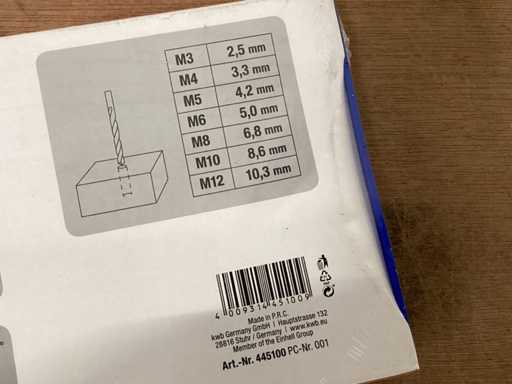 M3 2,5 mm
M4 3,3 mm
M5 4,2 mm
M6 5,0 mm
M8 6,8 mm
M10 8,6 mm
M12 10,3 mm
4 009314 451009
Made in P.R.C.
kwb Germany GmbH | Hauptstrasse 132
28816 Stuhr / Germany | www.kwb.eu
Member of the Einhell Group
Art.-Nr. 445100 PC-Nr. 001